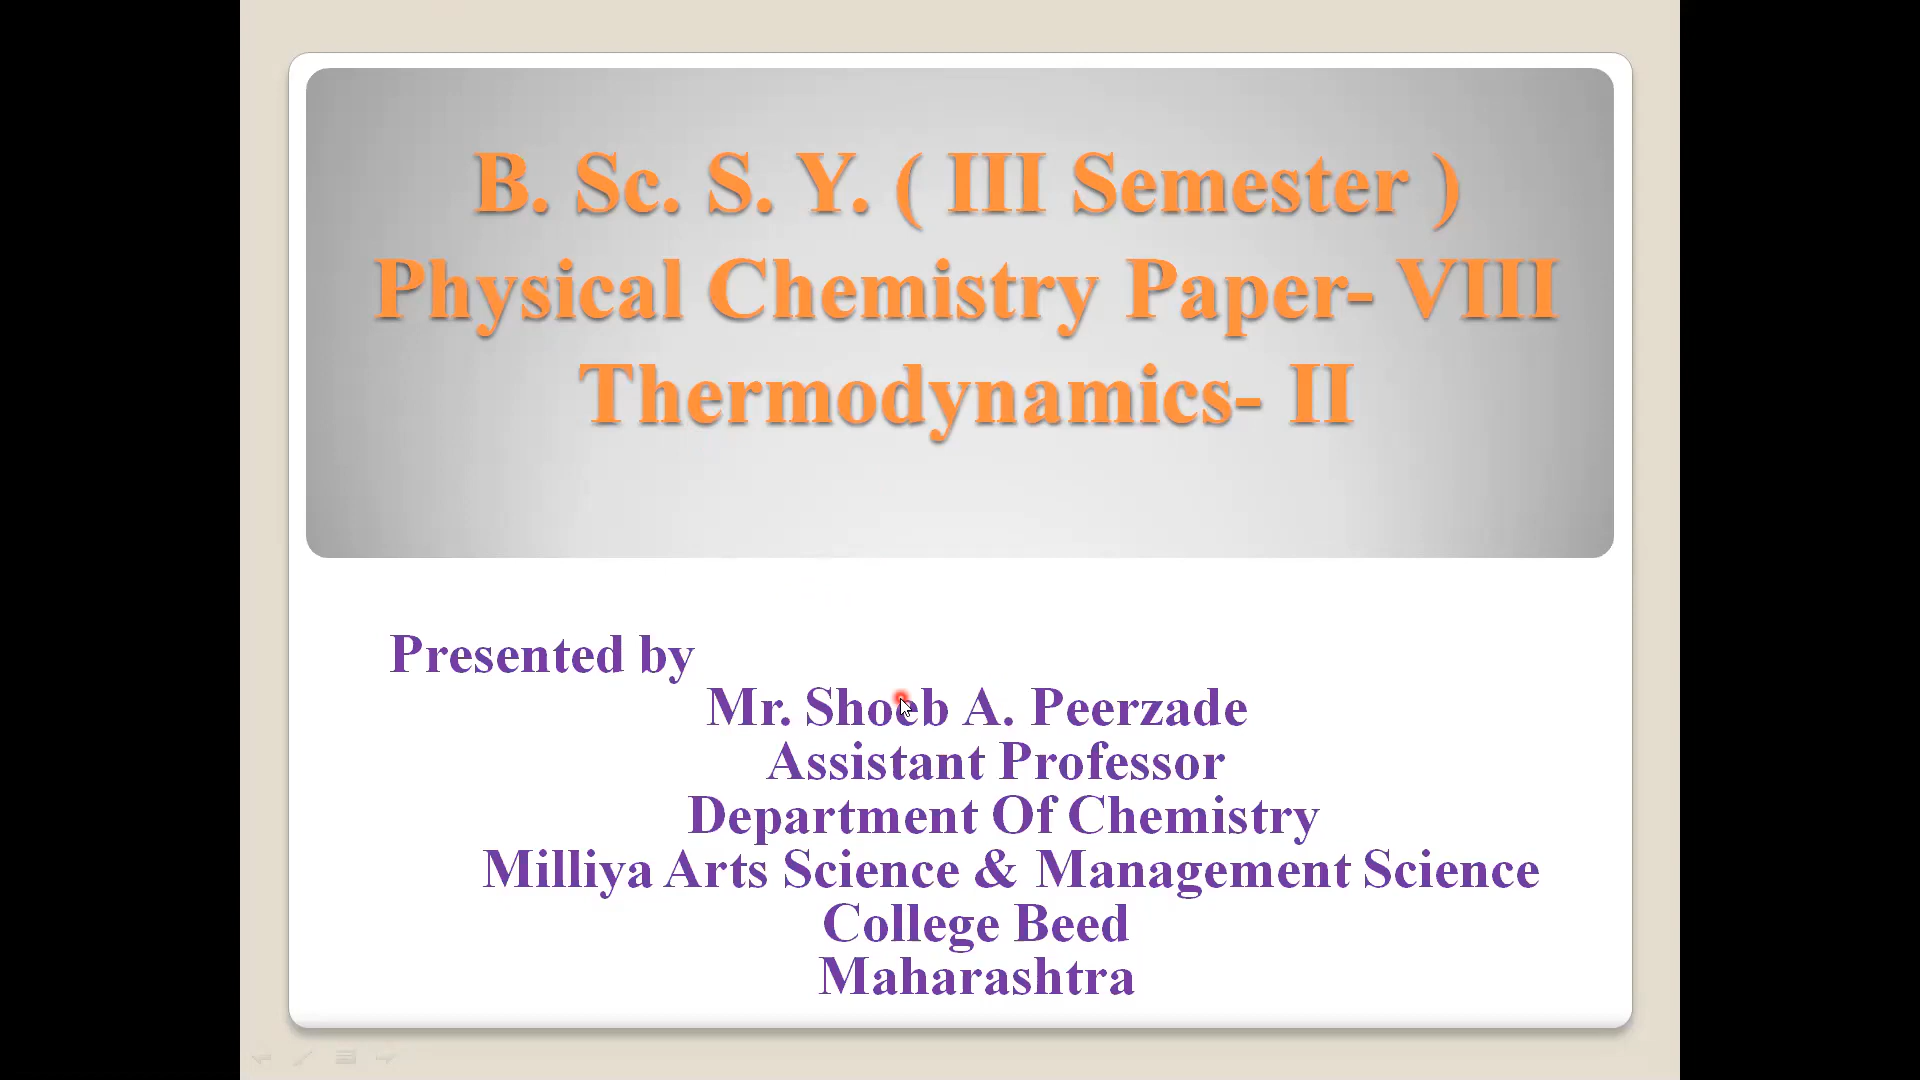 B. Sc. S. Y. ( III Semester )
Physical Chemistry Paper- VIII
Thermodynamics- II
Presented by
Mr. Shoeb A. Peerzade
Assistant Professor
Department Of Chemistry
Milliya Arts Science & Management Science
College Beed
Maharashtra